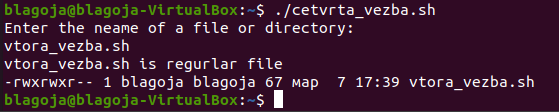 blagoja@blagoja-VirtualBox:~$ ./cetvrta_vezba.sh
Enter the neame of a file or directory:
vtora_vezba.sh
vtora_vezba.sh is regurlar file
-rwxrwxr-- 1 blagoja blagoja 67 мар  7 17:39 vtora_vezba.sh
blagoja@blagoja-VirtualBox:~$